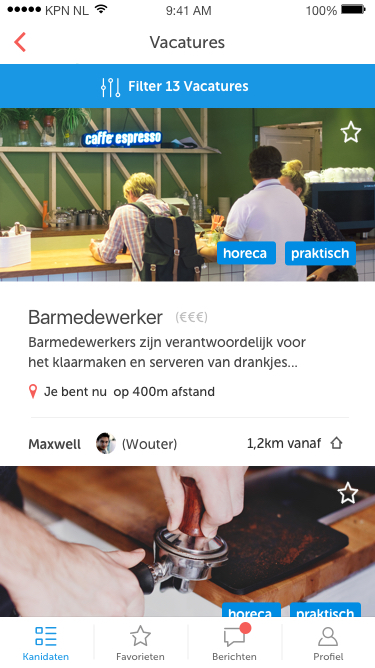 KPN NL 9:41 AM 100%
Vacatures
Filter 13 Vacatures
caffè espresso
horeca praktisch
Barmedewerker (€€€)
Barmedewerkers zijn verantwoordelijk voor
het klaarmaken en serveren van drankjes...
Je bent nu op 400m afstand
Maxwell (Wouter) 1,2km vanaf
horeca praktisch
Kanidaten Favorieten Berichten Profiel